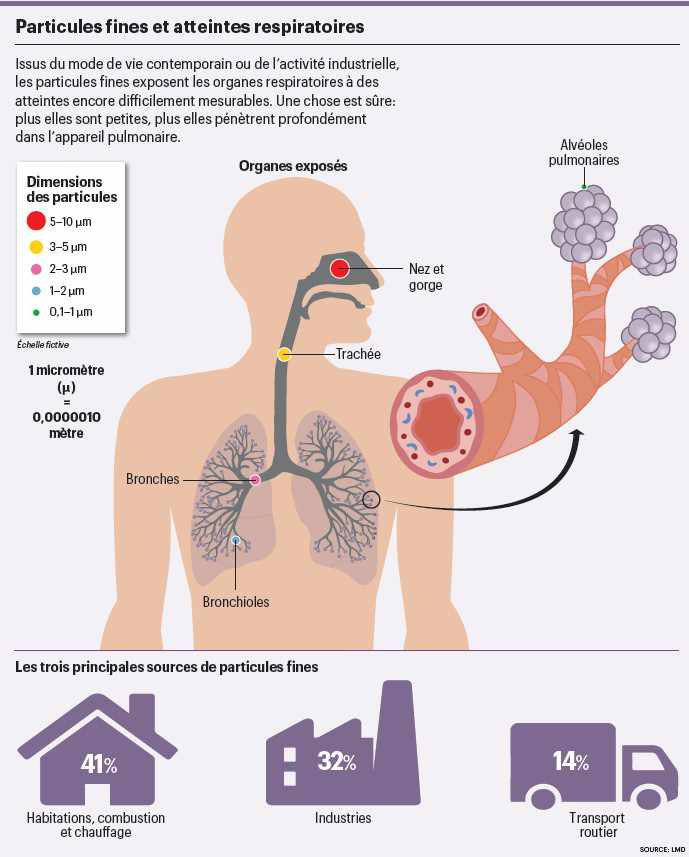 Particules fines et atteintes respiratoires
Issus du mode de vie contemporain ou de l'activité industrielle,
les particules fines exposent les organes respiratoires à des
atteintes encore difficilement mesurables. Une chose est sûre:
plus elles sont petites, plus elles pénètrent profondément
dans l'appareil pulmonaire.
Organes exposés
Dimensions
des particules
5–10 µm
3–5 µm
2–3 µm
1–2 µm
0,1–1 µm
Échelle fictive
1 micromètre
(µ)
=
0,0000010
mètre
Alvéoles
pulmonaires
Nez et
gorge
Trachée
Bronches
Bronchioles
Les trois principales sources de particules fines
41%
Habitations, combustion
et chauffage
32%
Industries
14%
Transport
routier
SOURCE: LMD